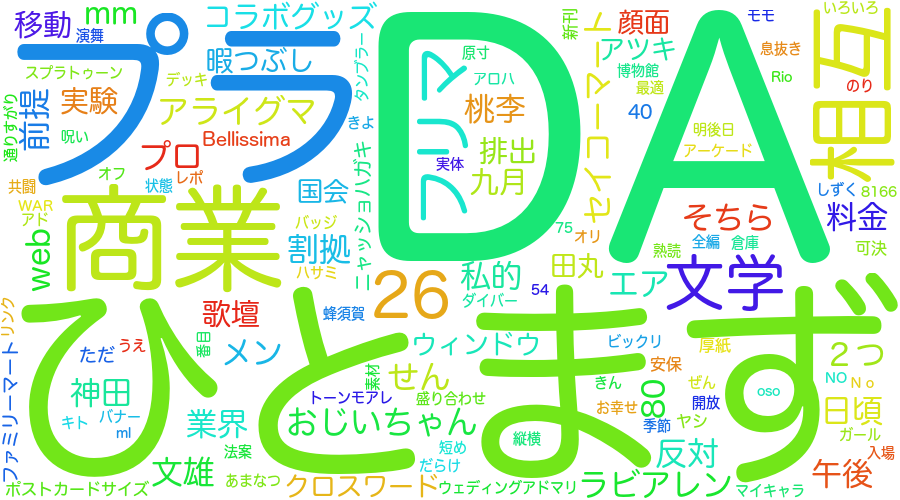 移動
mm
演舞
プラ
コラボグッズ
暇つぶし
スプラトゥーン
デッキ
タンブラー
アライグマ
前提
実験
通りすがり
呪い
プロ
Bellissima
きよ
共闘
オフ
状態
レポ
WAR
アド
web
商業
国会
バッジ
割拠
ハサミ
ニャッショハガキ
DA
フリマ
原寸
アロハ
桃李
実体
排出
九月
新刊
セイコーマート
75
オリ
アツキ
顔面
博物館
最適
40
モモ
息抜き
Rio
明後日
アーケード
いろいろ
相互
のり
しずく
8166
そちら
料金
全編
倉庫
可決
熟読
26
私的
ダイバー
54
田丸
エア
文学
リンク
ファミリーマート
歌壇
蜂須賀
番目
ただ
うえ
メン
ひとまず
ウィンドウ
ビックリ
厚紙
2つ
安保
神田
キト
バナー
ml
素材
せん
トーンモアレ
盛り合わせ
きん
80
ぜん
NO
No
oso
お幸せ
ヤシ
開放
季節
日頃
ガール
業界
おじいちゃん
短め
縦横
法案
だらけ
反対
入場
文雄
あまなつ
ポストカードサイズ
クロスワード
ウェディングアドマリ
ラビアレン
マイキャラ
午後